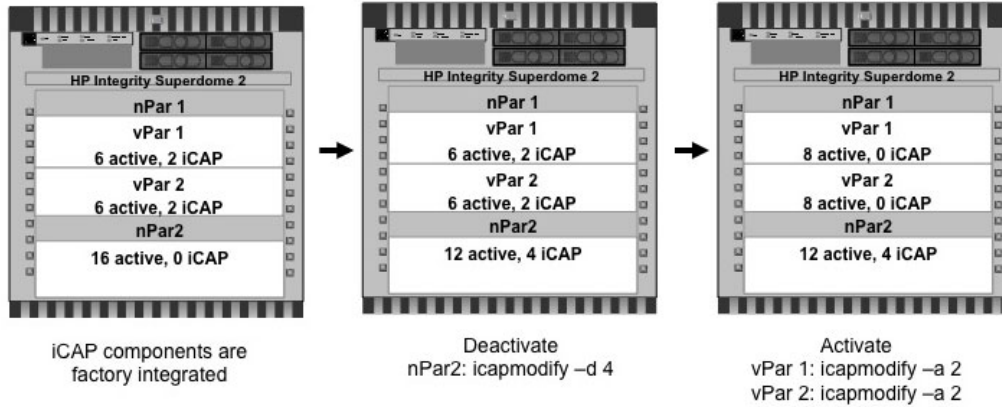 HP Integrity Superdome 2
nPar 1
vPar 1
6 active, 2 iCAP
vPar 2
6 active, 2 iCAP
nPar2
16 active, 0 iCAP
iCAP components are
factory integrated
HP Integrity Superdome 2
nPar 1
vPar 1
6 active, 2 iCAP
vPar 2
6 active, 2 iCAP
nPar2
12 active, 4 iCAP
Deactivate
nPar2: icapmodify –d 4
HP Integrity Superdome 2
nPar 1
vPar 1
8 active, 0 iCAP
vPar 2
8 active, 0 iCAP
nPar2
12 active, 4 iCAP
Activate
vPar 1: icapmodify –a 2
vPar 2: icapmodify –a 2